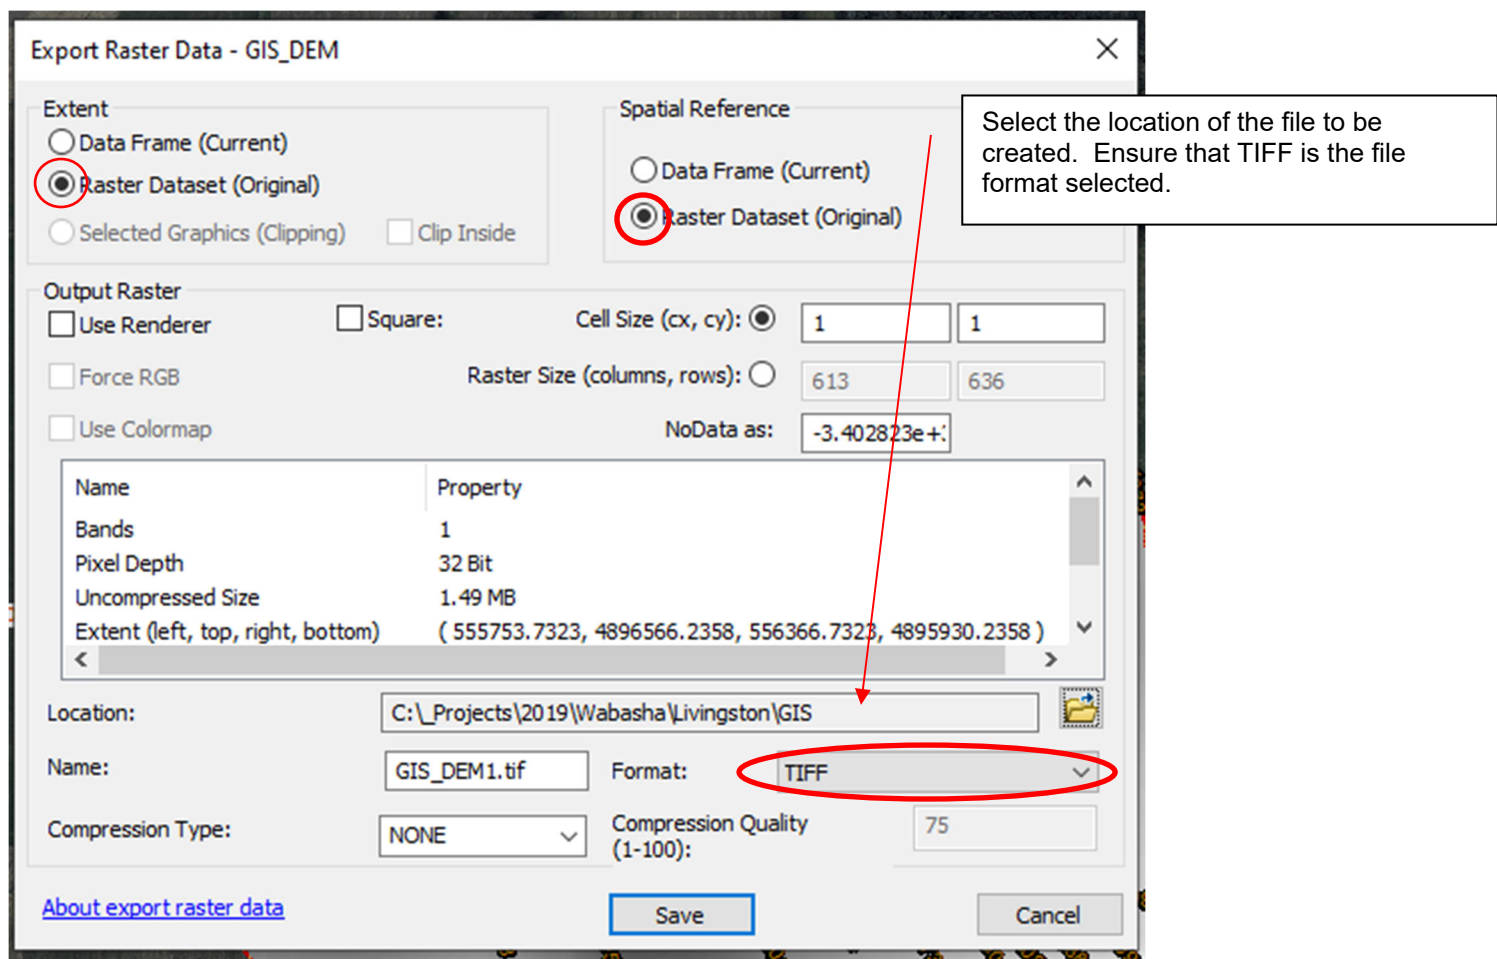 Export Raster Data - GIS_DEM
Extent
Data Frame (Current)
Raster Dataset (Original)
Selected Graphics (Clipping) Clip Inside
Spatial Reference
Data Frame (Current)
Raster Dataset (Original)
Select the location of the file to be
created. Ensure that TIFF is the file
format selected.
Output Raster
Use Renderer Square: Cell Size (cx, cy): 1 1
Force RGB Raster Size (columns, rows): 613 636
Use Colormap NoData as: -3.402823e+
Name Property
Bands 1
Pixel Depth 32 Bit
Uncompressed Size 1.49 MB
Extent (left, top, right, bottom) ( 555753.7323, 4896566.2358, 556366.7323, 4895930.2358 )
Location: C:\_Projects\2019\Wabasha\Livingston\GIS
Name: GIS_DEM1.tif Format: TIFF
Compression Type: NONE Compression Quality
(1-100): 75
About export raster data Save Cancel